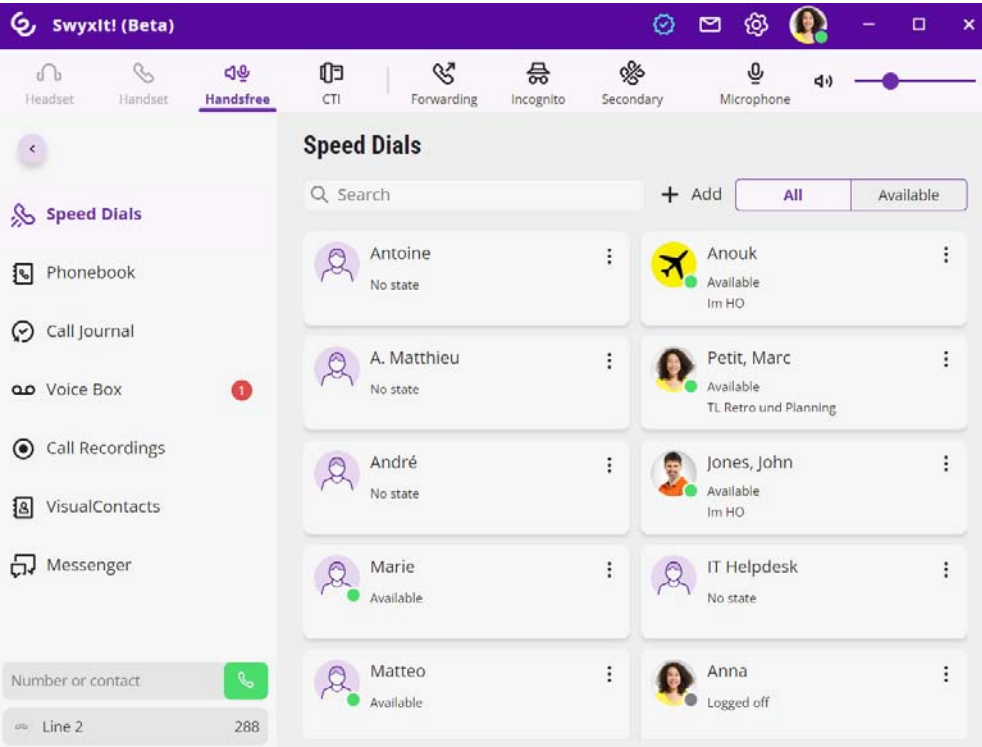 SwyxIt! (Beta)
Headset Handset Handsfree CTI Forwarding Incognito Secondary Microphone
Speed Dials
Phonebook
Call Journal
Voice Box 1
Call Recordings
VisualContacts
Messenger
Number or contact
Line 2 288
Speed Dials
Search Add All Available
Antoine
No state
Anouk
Available
Im HO
A. Matthieu
No state
Petit, Marc
Available
TL Retro und Planning
André
No state
Jones, John
Available
Im HO
Marie
Available
IT Helpdesk
No state
Matteo
Available
Anna
Logged off